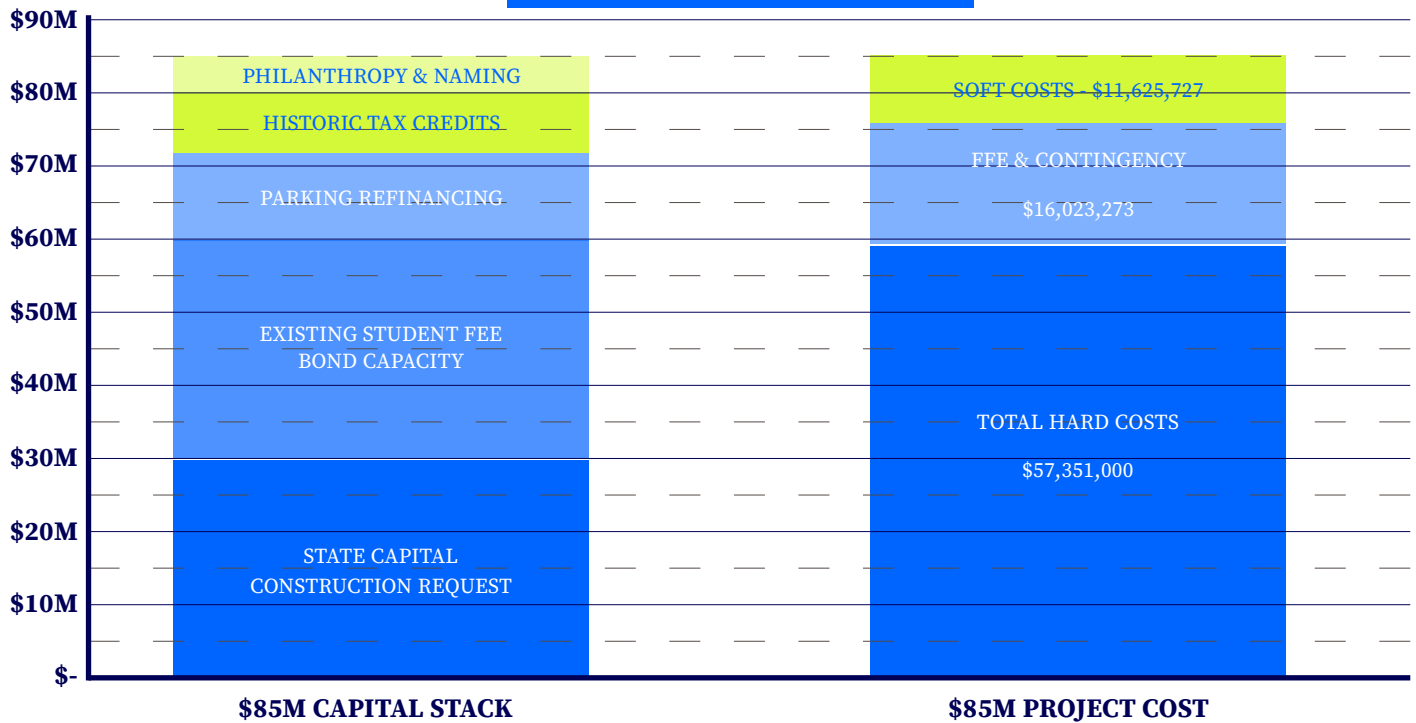 $90M
$80M
$70M
$60M
$50M
$40M
$30M
$20M
$10M
$-
PHILANTHROPY & NAMING
HISTORIC TAX CREDITS
PARKING REFINANCING
EXISTING STUDENT FEE
BOND CAPACITY
STATE CAPITAL
CONSTRUCTION REQUEST
SOFT COSTS - $11,625,727
FFE & CONTINGENCY
$16,023,273
TOTAL HARD COSTS
$57,351,000
$85M CAPITAL STACK
$85M PROJECT COST